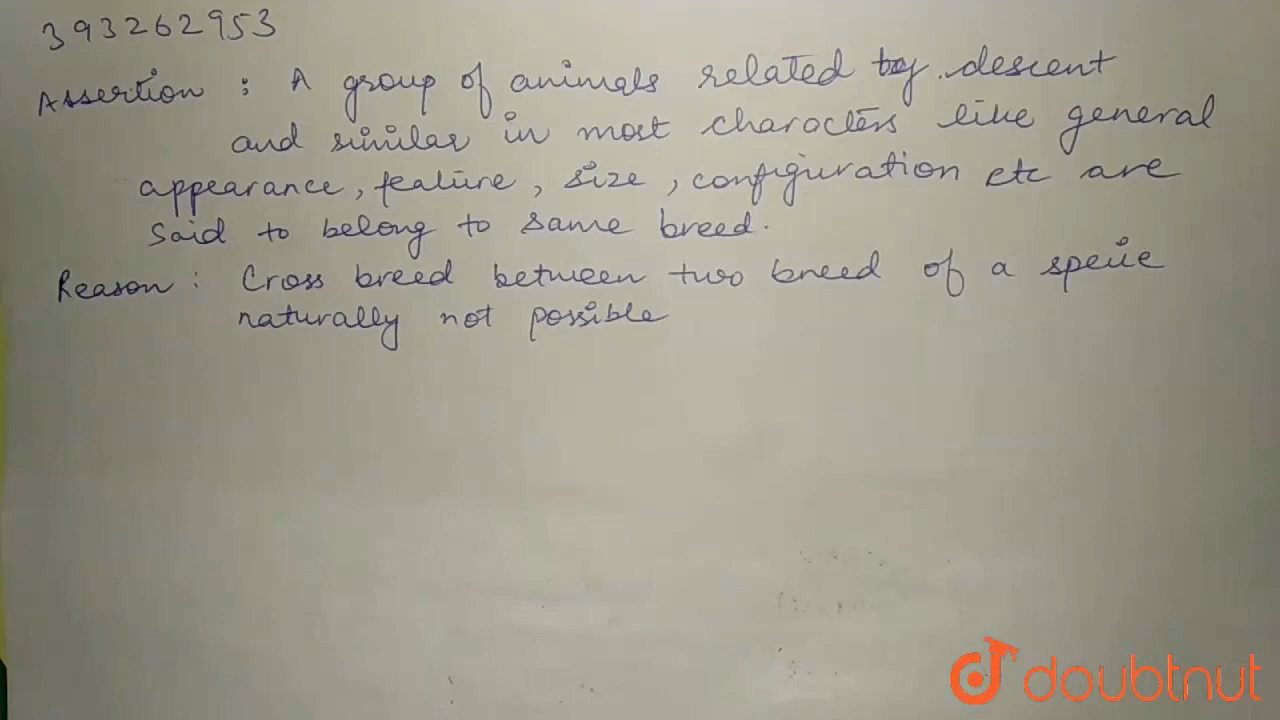 393262953
Assertion : A group of animals related by descent
and similar in most characters like general
appearance, feature, size, configuration etc are
said to belong to same breed.
Reason : Cross breed between two breed of a specie
naturally not possible
doubtnut